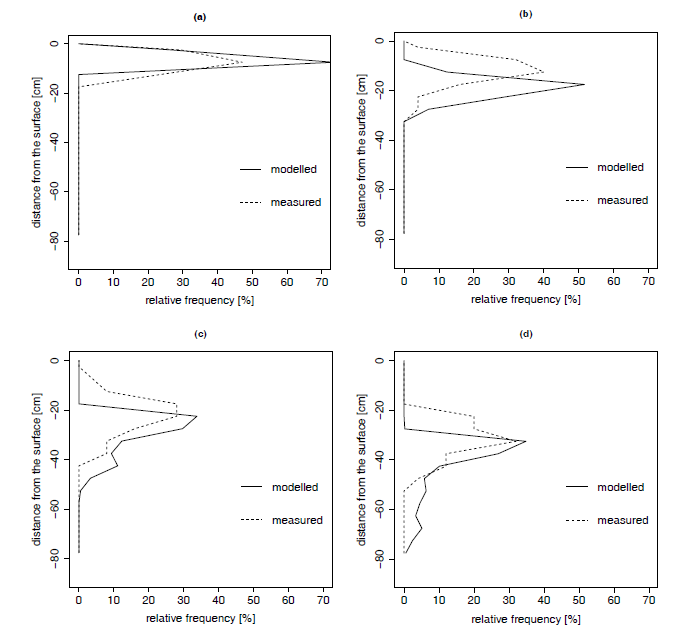 (a)
distance from the surface [cm]
0
−20
−40
−60
−80
modelled
measured
0 10 20 30 40 50 60 70
relative frequency [%]
(b)
distance from the surface [cm]
0
−20
−40
−60
−80
modelled
measured
0 10 20 30 40 50 60 70
relative frequency [%]
(c)
distance from the surface [cm]
0
−20
−40
−60
−80
modelled
measured
0 10 20 30 40 50 60 70
relative frequency [%]
(d)
distance from the surface [cm]
0
−20
−40
−60
−80
modelled
measured
0 10 20 30 40 50 60 70
relative frequency [%]